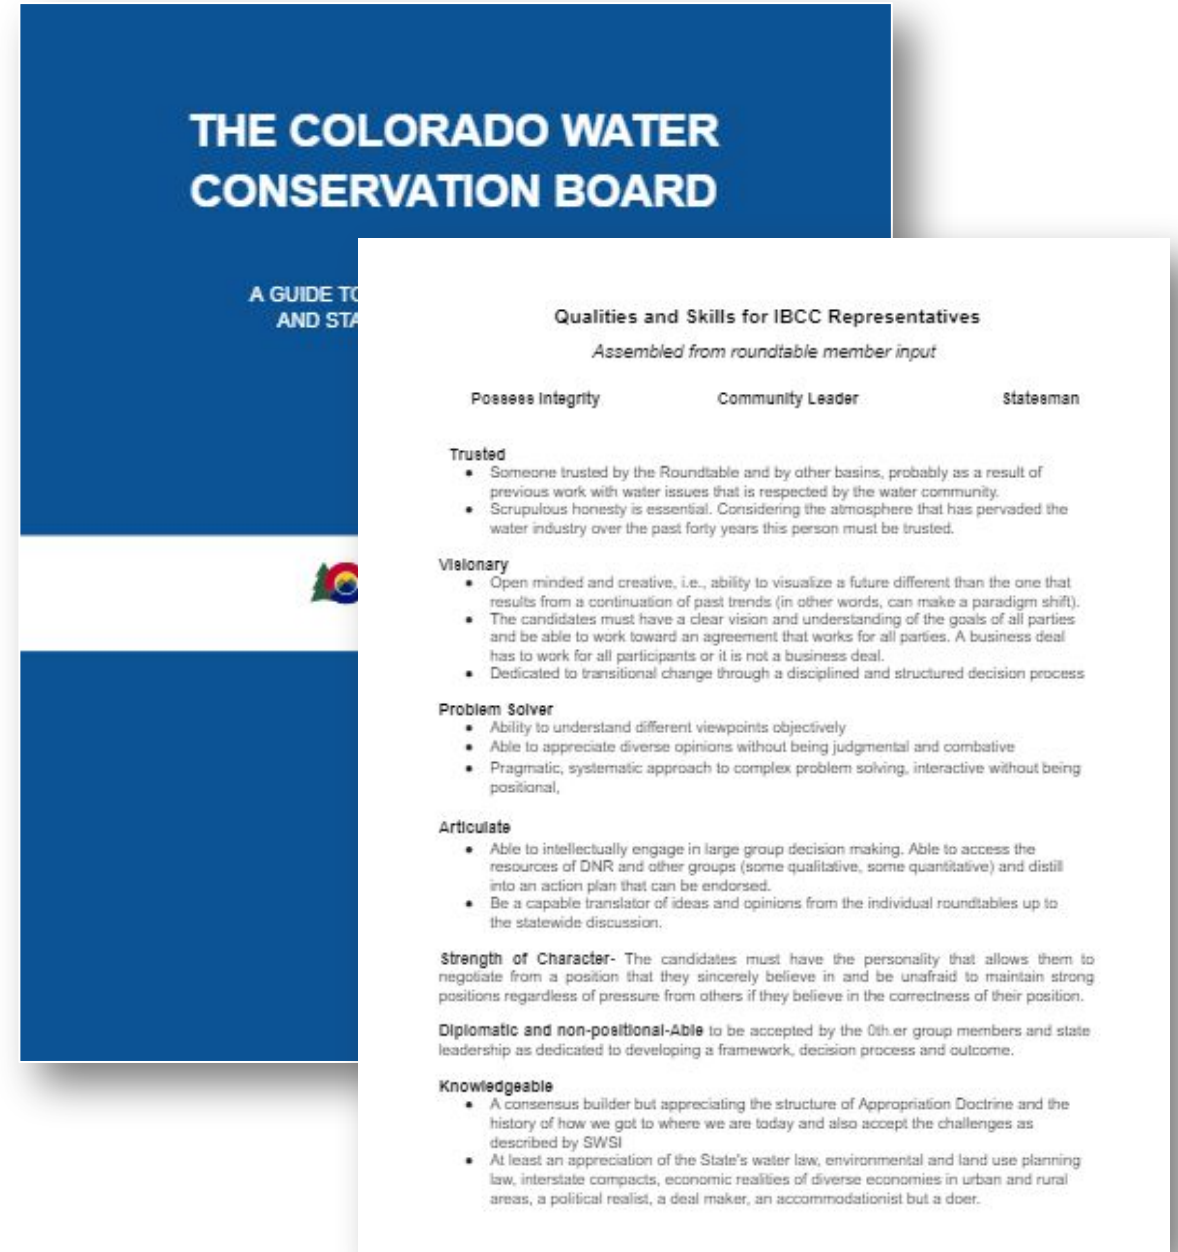 THE COLORADO WATER
CONSERVATION BOARD
A GUIDE TO
AND STA
Qualities and Skills for IBCC Representatives
Assembled from roundtable member input
Possess Integrity Community Leader Statesman
Trusted
• Someone trusted by the Roundtable and by other basins, probably as a result of
previous work with water issues that is respected by the water community.
• Scrupulous honesty is essential. Considering the atmosphere that has pervaded the
water industry over the past forty years this person must be trusted.
Visionary
• Open minded and creative, i.e., ability to visualize a future different than the one that
results from a continuation of past trends (in other words, can make a paradigm shift).
• The candidates must have a clear vision and understanding of the goals of all parties
and be able to work toward an agreement that works for all parties. A business deal
has to work for all participants or it is not a business deal.
• Dedicated to transitional change through a disciplined and structured decision process
Problem Solver
• Ability to understand different viewpoints objectively
• Able to appreciate diverse opinions without being judgmental and combative
• Pragmatic, systematic approach to complex problem solving, interactive without being
positional,
Articulate
• Able to intellectually engage in large group decision making. Able to access the
resources of DNR and other groups (some qualitative, some quantitative) and distill
into an action plan that can be endorsed.
• Be a capable translator of ideas and opinions from the individual roundtables up to
the statewide discussion.
Strength of Character- The candidates must have the personality that allows them to
negotiate from a position that they sincerely believe in and be unafraid to maintain strong
positions regardless of pressure from others if they believe in the correctness of their position.
Diplomatic and non-positional-Able to be accepted by the 0th.er group members and state
leadership as dedicated to developing a framework, decision process and outcome.
Knowledgeable
• A consensus builder but appreciating the structure of Appropriation Doctrine and the
history of how we got to where we are today and also accept the challenges as
described by SWSI
• At least an appreciation of the State's water law, environmental and land use planning
law, interstate compacts, economic realities of diverse economies in urban and rural
areas, a political realist, a deal maker, an accommodationist but a doer.